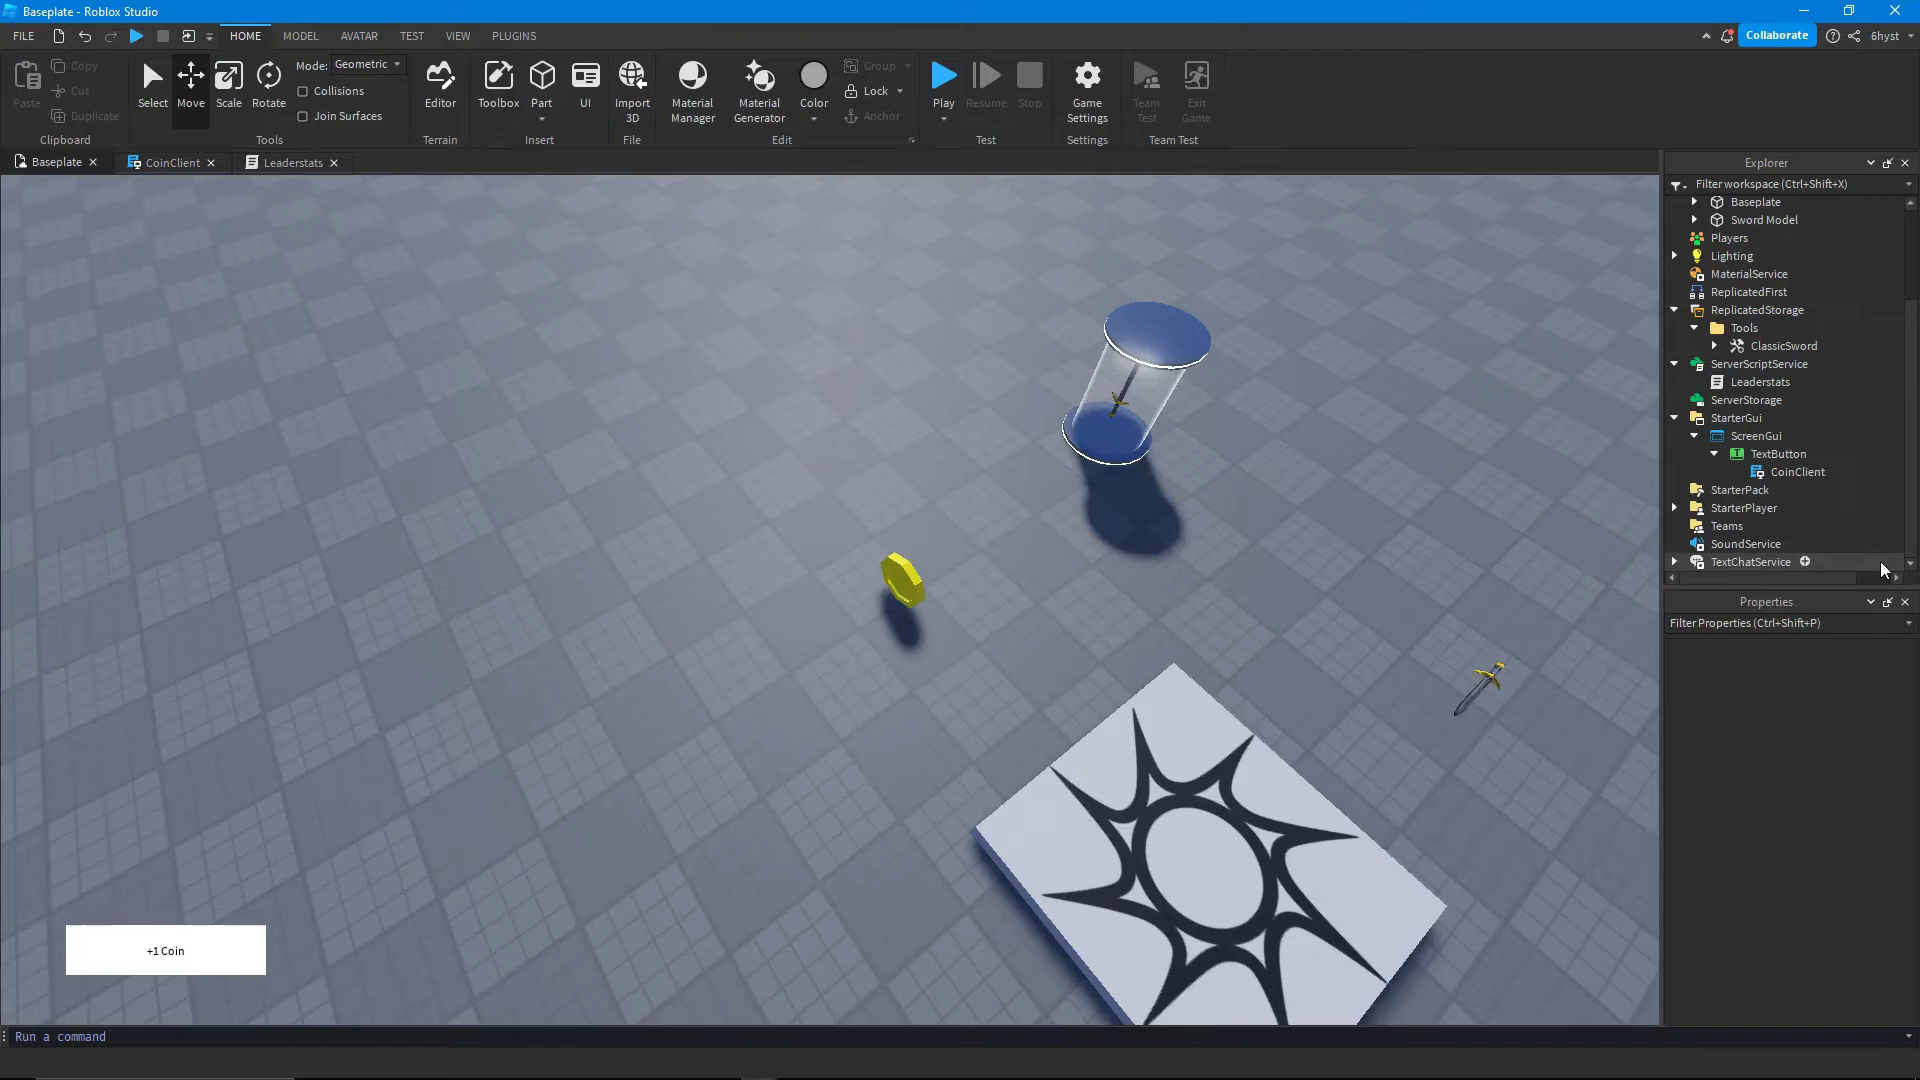 Baseplate - Roblox Studio
FILE
HOME
MODEL
AVATAR
TEST
VIEW
PLUGINS
Collaborate
6hyst
Paste
Copy
Cut
Duplicate
Clipboard
Select
Move
Scale
Rotate
Mode:
Geometric
Collisions
Join Surfaces
Tools
Editor
Terrain
Toolbox
Part
UI
Insert
Import
3D
File
Material
Manager
Material
Generator
Color
Group
Lock
Anchor
Edit
Play
Resume
Stop
Test
Game
Settings
Settings
Team
Test
Exit
Game
Team Test
Baseplate
CoinClient
Leaderstats
Explorer
Filter workspace (Ctrl+Shift+X)
Baseplate
Sword Model
Players
Lighting
MaterialService
ReplicatedFirst
ReplicatedStorage
Tools
ClassicSword
ServerScriptService
Leaderstats
ServerStorage
StarterGui
ScreenGui
TextButton
CoinClient
StarterPack
StarterPlayer
Teams
SoundService
TextChatService
Properties
Filter Properties (Ctrl+Shift+P)
+1 Coin
Run a command